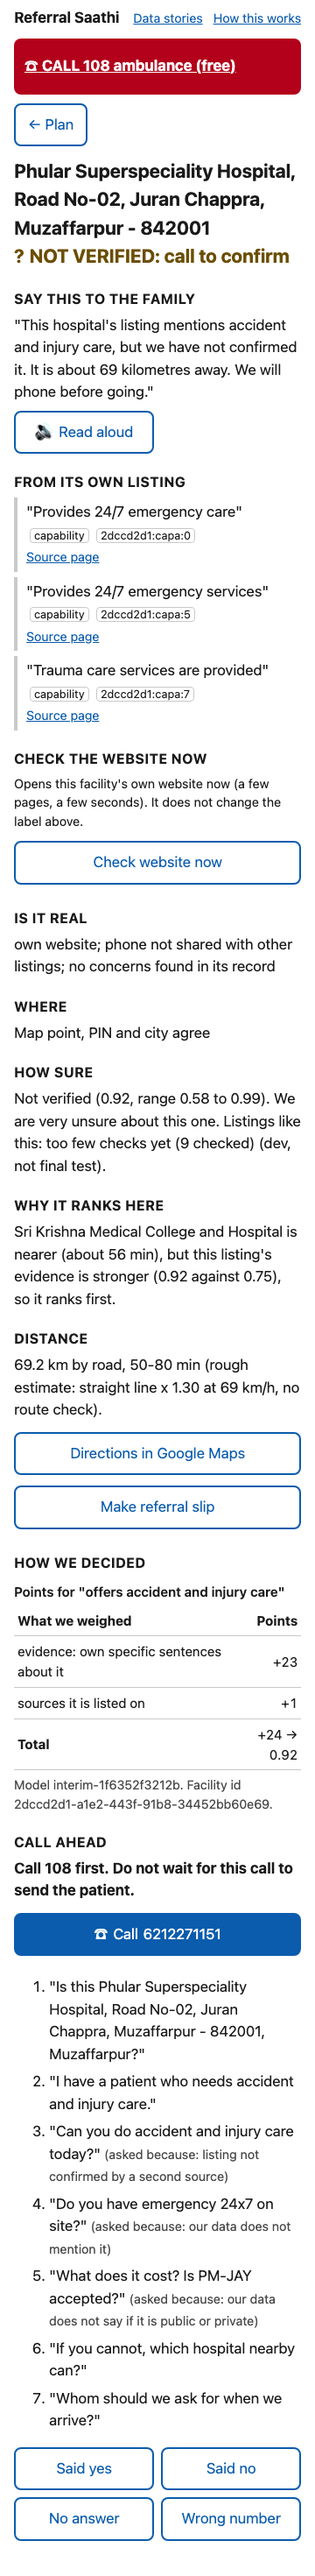 Referral Saathi Data stories How this works
☎ CALL 108 ambulance (free)
← Plan
Phular Superspeciality Hospital,
Road No-02, Juran Chappra,
Muzaffarpur - 842001
? NOT VERIFIED: call to confirm
SAY THIS TO THE FAMILY
"This hospital's listing mentions accident
and injury care, but we have not confirmed
it. It is about 69 kilometres away. We will
phone before going."
🔊 Read aloud
FROM ITS OWN LISTING
"Provides 24/7 emergency care"
capability 2dccd2d1:capa:0
Source page
"Provides 24/7 emergency services"
capability 2dccd2d1:capa:5
Source page
"Trauma care services are provided"
capability 2dccd2d1:capa:7
Source page
CHECK THE WEBSITE NOW
Opens this facility's own website now (a few
pages, a few seconds). It does not change the
label above.
Check website now
IS IT REAL
own website; phone not shared with other
listings; no concerns found in its record
WHERE
Map point, PIN and city agree
HOW SURE
Not verified (0.92, range 0.58 to 0.99). We
are very unsure about this one. Listings like
this: too few checks yet (9 checked) (dev,
not final test).
WHY IT RANKS HERE
Sri Krishna Medical College and Hospital is
nearer (about 56 min), but this listing's
evidence is stronger (0.92 against 0.75),
so it ranks first.
DISTANCE
69.2 km by road, 50-80 min (rough
estimate: straight line x 1.30 at 69 km/h, no
route check).
Directions in Google Maps
Make referral slip
HOW WE DECIDED
Points for "offers accident and injury care"
What we weighed Points
evidence: own specific sentences
about it +23
sources it is listed on +1
Total +24 →
0.92
Model interim-1f6352f3212b. Facility id
2dccd2d1-a1e2-443f-91b8-34452bb60e69.
CALL AHEAD
Call 108 first. Do not wait for this call to
send the patient.
☎ Call 6212271151
1. "Is this Phular Superspeciality
Hospital, Road No-02, Juran
Chappra, Muzaffarpur - 842001,
Muzaffarpur?"
2. "I have a patient who needs accident
and injury care."
3. "Can you do accident and injury care
today?" (asked because: listing not
confirmed by a second source)
4. "Do you have emergency 24x7 on
site?" (asked because: our data does not
mention it)
5. "What does it cost? Is PM-JAY
accepted?" (asked because: our data
does not say if it is public or private)
6. "If you cannot, which hospital nearby
can?"
7. "Whom should we ask for when we
arrive?"
Said yes Said no
No answer Wrong number